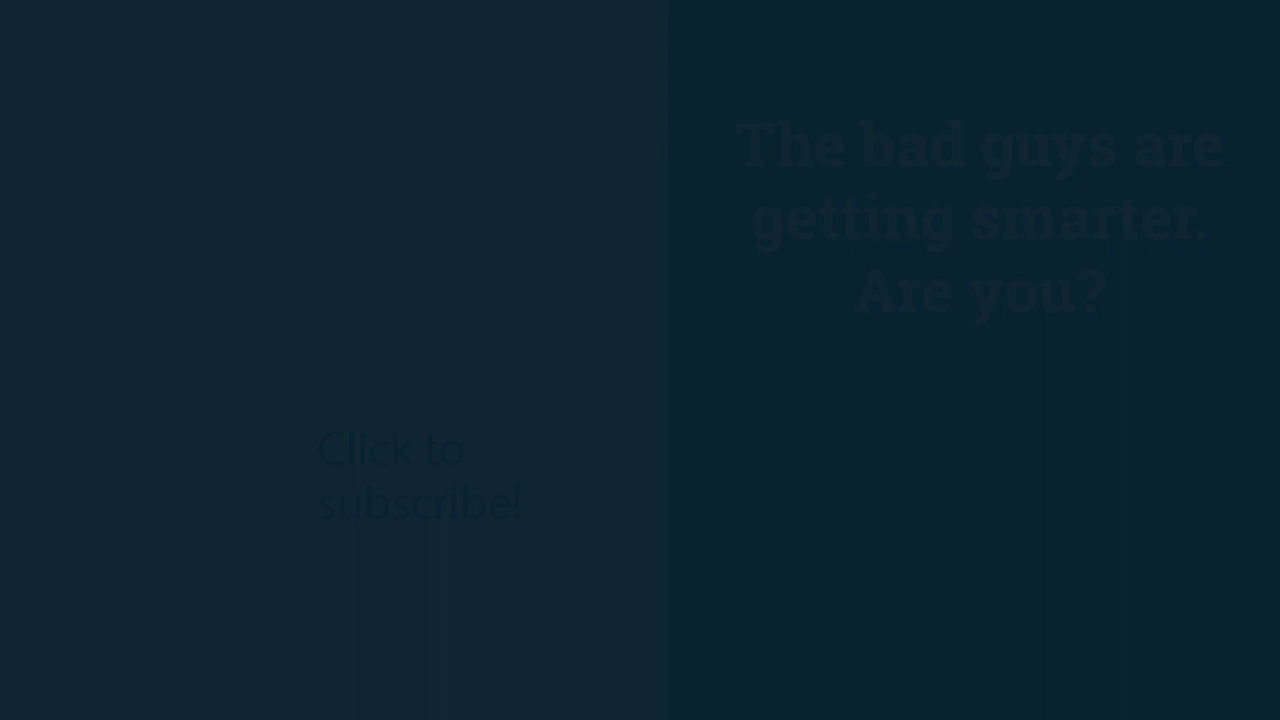 The bad guys are
getting smarter.
Are you?
Click to
subscribe!